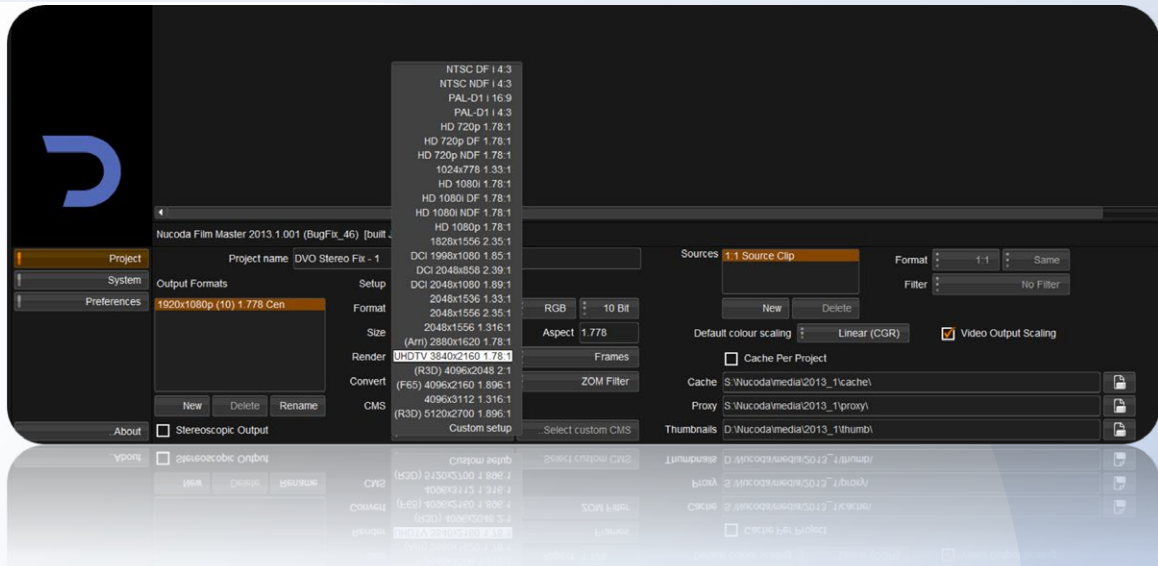 NTSC DF i 4:3
NTSC NDF i 4:3
PAL-D1 i 16:9
PAL-D1 i 4:3
HD 720p 1.78:1
HD 720p DF 1.78:1
HD 720p NDF 1.78:1
1024x778 1.33:1
HD 1080i 1.78:1
HD 1080i DF 1.78:1
HD 1080i NDF 1.78:1
HD 1080p 1.78:1
1828x1556 2.35:1
DCI 1998x1080 1.85:1
DCI 2048x858 2.39:1
DCI 2048x1080 1.89:1
2048x1536 1.33:1
2048x1556 2.35:1
2048x1556 1.316:1
(Arri) 2880x1620 1.78:1
UHDTV 3840x2160 1.78:1
(R3D) 4096x2048 2:1
(F65) 4096x2160 1.896:1
4096x3112 1.316:1
(R3D) 5120x2700 1.896:1
Custom setup
Nucoda Film Master 2013.1.001 (BugFix_46) [built
Project
System
Preferences
..About
Project name DVO Stereo Fix - 1
Output Formats
1920x1080p (10) 1.778 Cen
New Delete Rename
Stereoscopic Output
Setup
Format RGB 10 Bit
Size Aspect 1.778
Render Frames
Convert ZOM Filter
CMS
..Select custom CMS
Sources 1:1 Source Clip
New Delete
Format 1:1 Same
Filter No Filter
Default colour scaling Linear (CGR) Video Output Scaling
Cache Per Project
Cache S:\Nucoda\media\2013_1\cache\
Proxy S:\Nucoda\media\2013_1\proxy\
Thumbnails D:\Nucoda\media\2013_1\thumb\